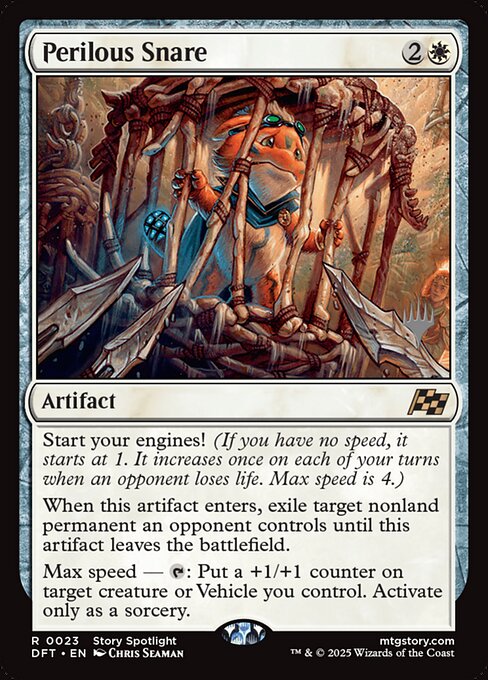 Perilous Snare 2
Artifact
Start your engines! (If you have no speed, it
starts at 1. It increases once on each of your turns
when an opponent loses life. Max speed is 4.)
When this artifact enters, exile target nonland
permanent an opponent controls until this
artifact leaves the battlefield.
Max speed — : Put a +1/+1 counter on
target creature or Vehicle you control. Activate
only as a sorcery.
R 0023 Story Spotlight mtgstory.com
DFT • EN Chris Seaman ™ & © 2025 Wizards of the Coast